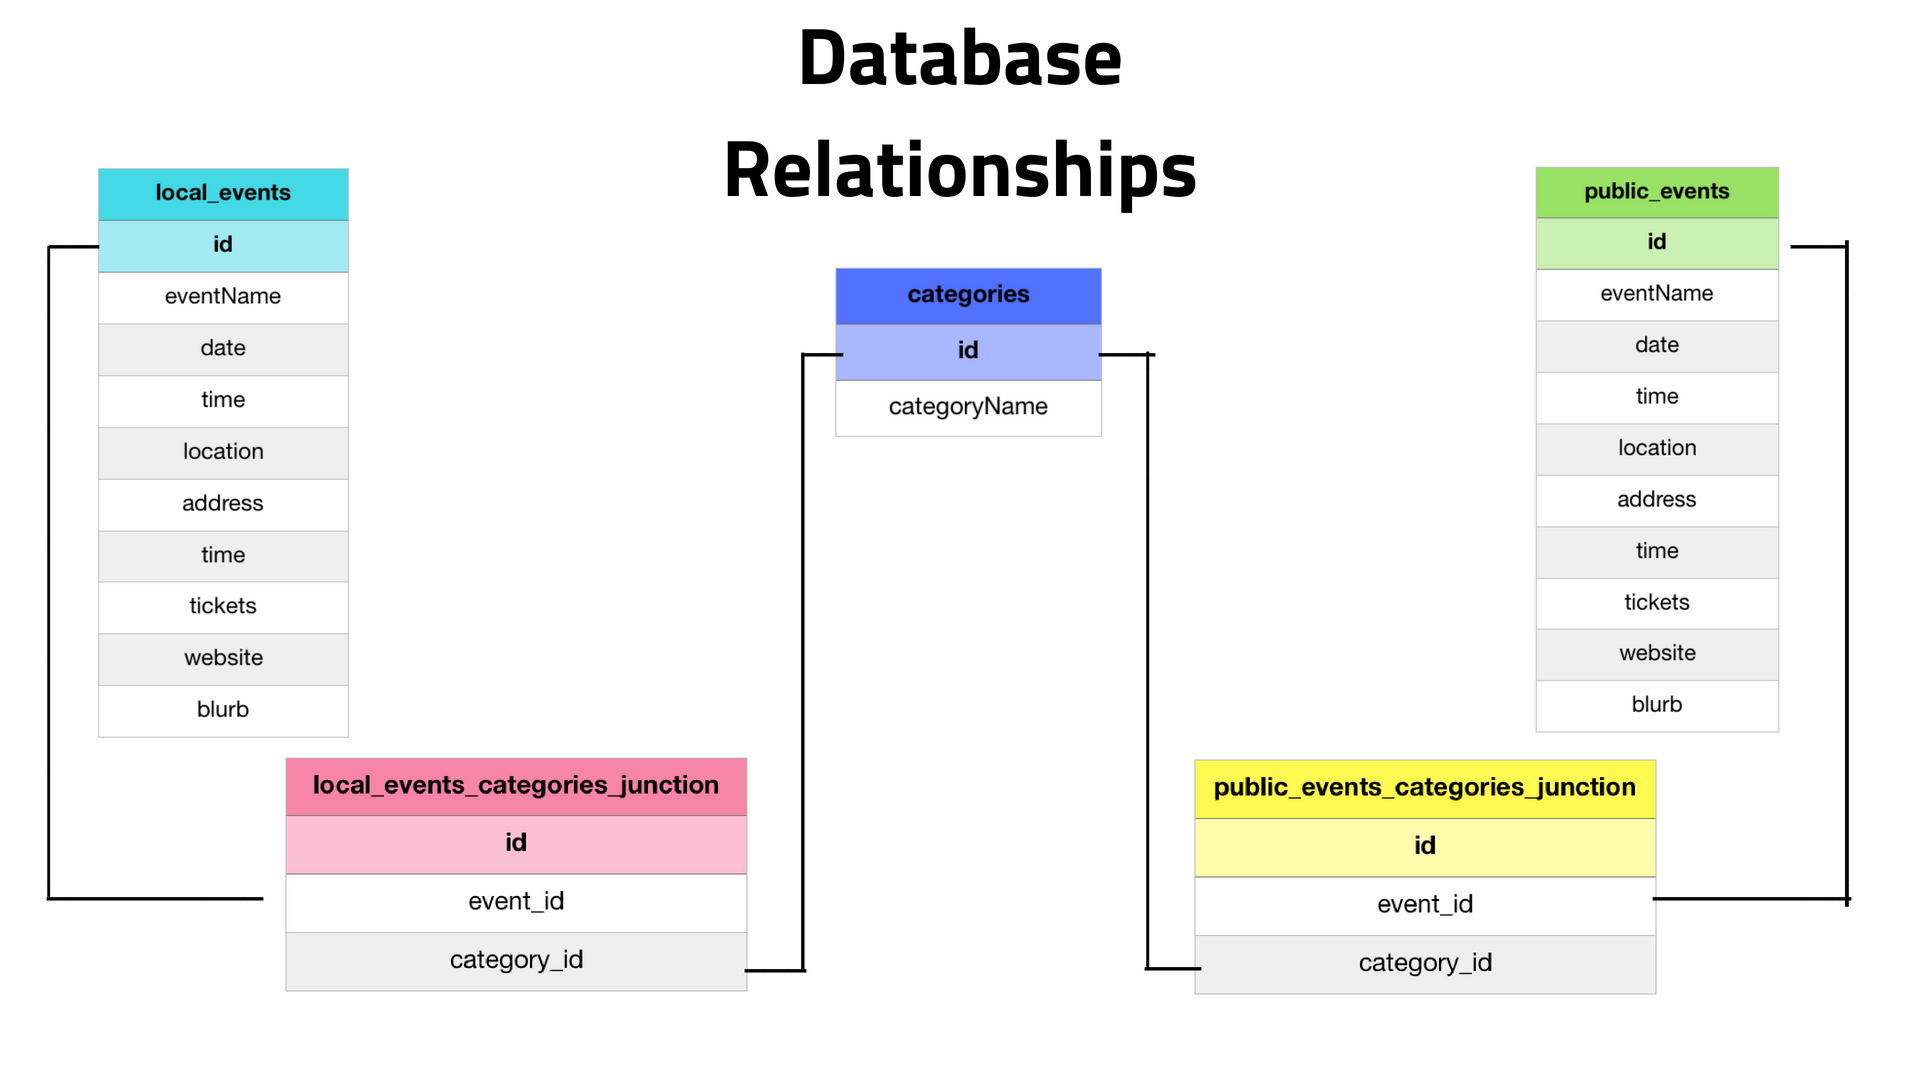 Database
Relationships
local_events
id
eventName
date
time
location
address
time
tickets
website
blurb
categories
id
categoryName
public_events
id
eventName
date
time
location
address
time
tickets
website
blurb
local_events_categories_junction
id
event_id
category_id
public_events_categories_junction
id
event_id
category_id